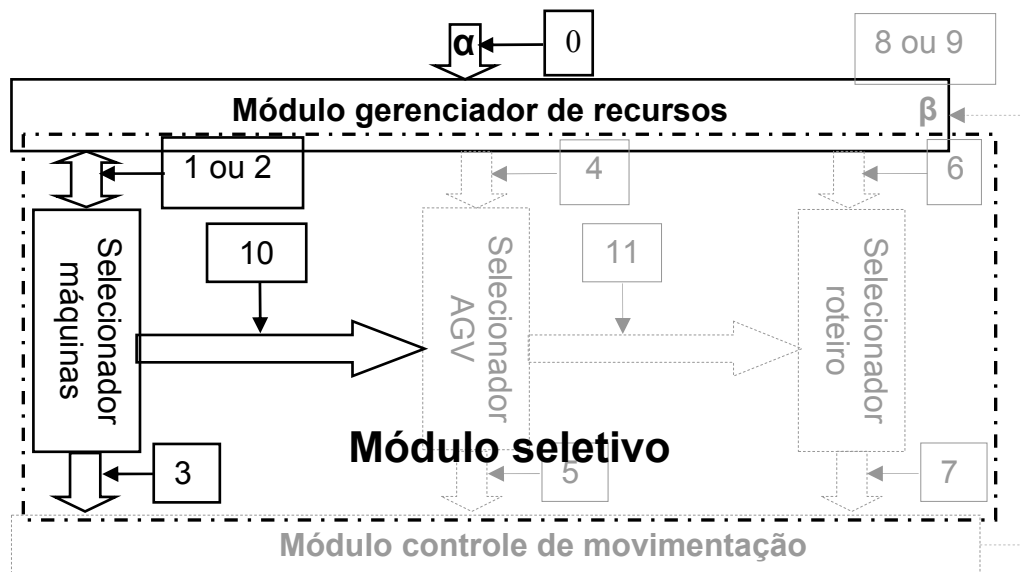 α
0
8 ou 9
Módulo gerenciador de recursos
β
1 ou 2
4
6
Selecionador
máquinas
10
Selecionador
AGV
11
Selecionador
roteiro
Módulo seletivo
3
5
7
Módulo controle de movimentação